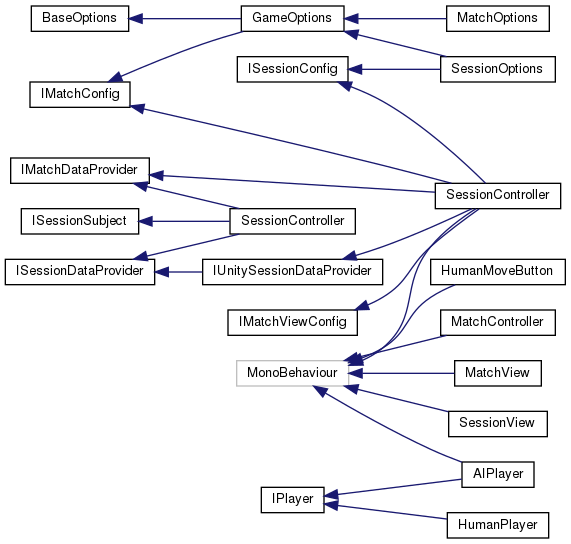 BaseOptions
GameOptions
MatchOptions
ISessionConfig
SessionOptions
IMatchConfig
IMatchDataProvider
SessionController
ISessionSubject
SessionController
ISessionDataProvider
IUnitySessionDataProvider
HumanMoveButton
IMatchViewConfig
MatchController
MonoBehaviour
MatchView
SessionView
AIPlayer
IPlayer
HumanPlayer